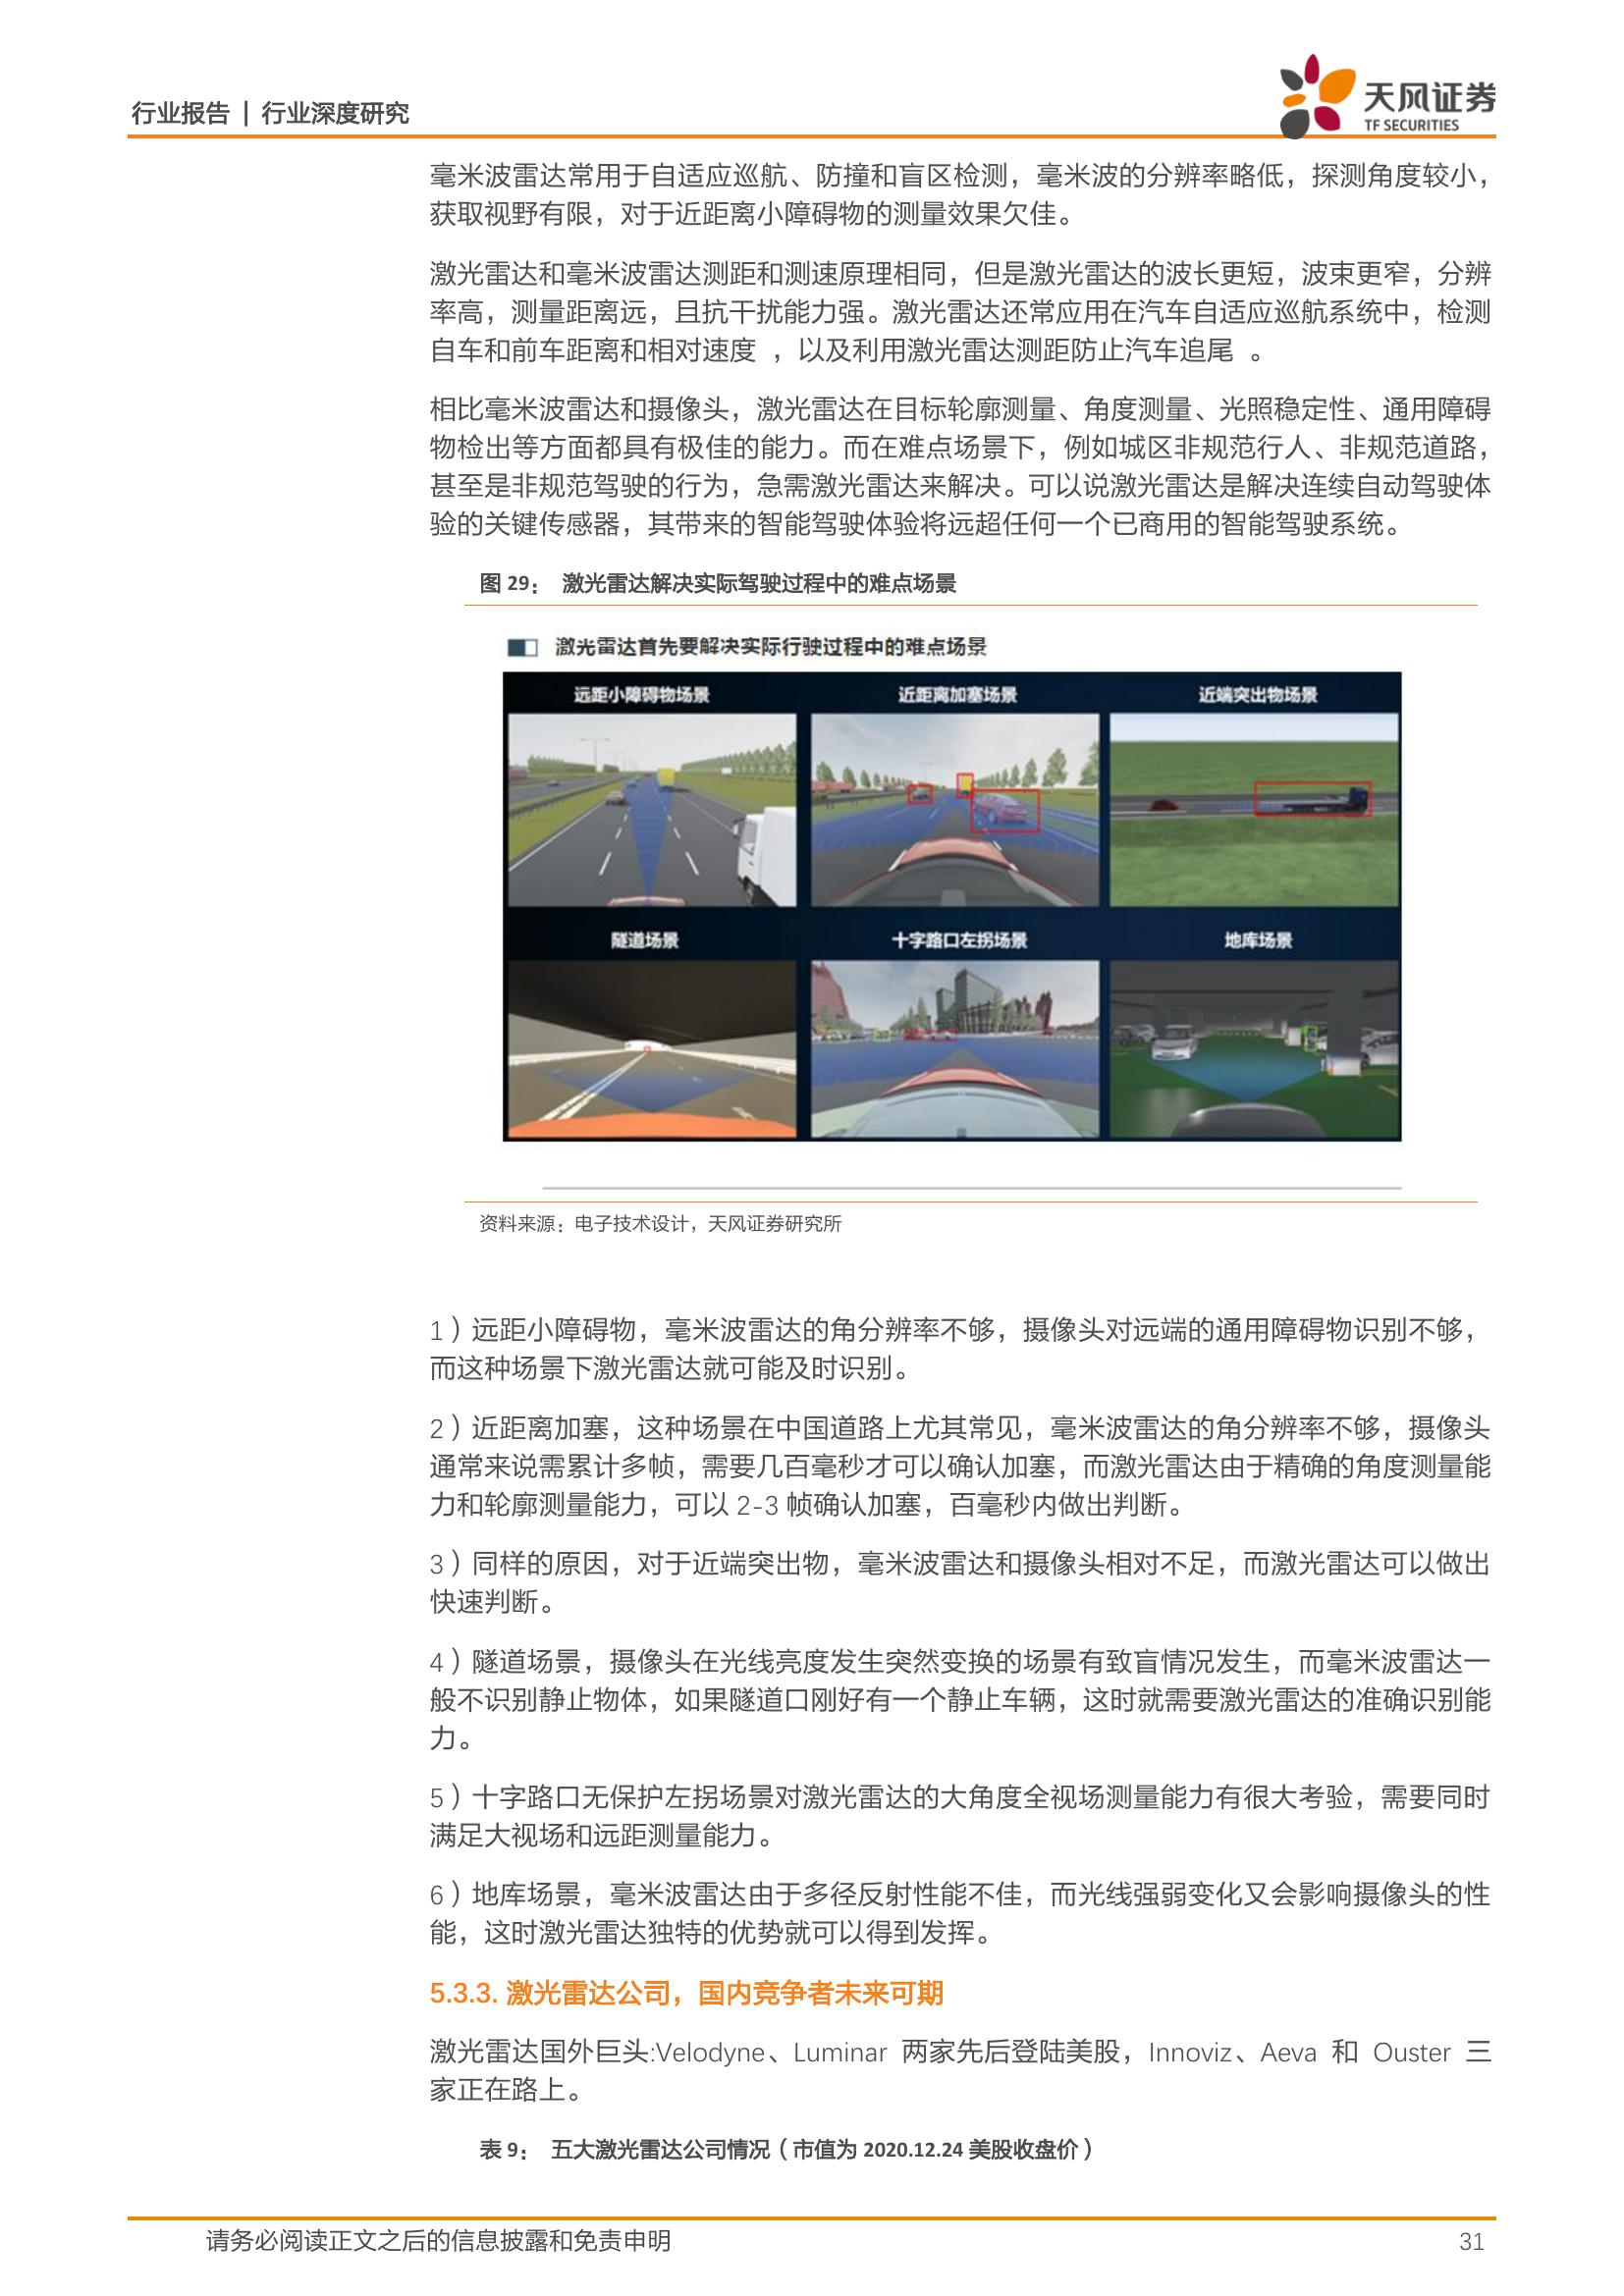 行业报告 | 行业深度研究
天风证券
TF SECURITIES
毫米波雷达常用于自适应巡航、防撞和盲区检测，毫米波的分辨率略低，探测角度较小，
获取视野有限，对于近距离小障碍物的测量效果欠佳。
激光雷达和毫米波雷达测距和测速原理相同，但是激光雷达的波长更短，波束更窄，分辨
率高，测量距离远，且抗干扰能力强。激光雷达还常应用在汽车自适应巡航系统中，检测
自车和前车距离和相对速度 ，以及利用激光雷达测距防止汽车追尾 。
相比毫米波雷达和摄像头，激光雷达在目标轮廓测量、角度测量、光照稳定性、通用障碍
物检出等方面都具有极佳的能力。而在难点场景下，例如城区非规范行人、非规范道路，
甚至是非规范驾驶的行为，急需激光雷达来解决。可以说激光雷达是解决连续自动驾驶体
验的关键传感器，其带来的智能驾驶体验将远超任何一个已商用的智能驾驶系统。
图 29： 激光雷达解决实际驾驶过程中的难点场景
激光雷达首先要解决实际行驶过程中的难点场景
远距小障碍物场景 近距离加塞场景 近端突出物场景
隧道场景 十字路口左拐场景 地库场景
资料来源：电子技术设计，天风证券研究所
1）远距小障碍物，毫米波雷达的角分辨率不够，摄像头对远端的通用障碍物识别不够，
而这种场景下激光雷达就可能及时识别。
2）近距离加塞，这种场景在中国道路上尤其常见，毫米波雷达的角分辨率不够，摄像头
通常来说需累计多帧，需要几百毫秒才可以确认加塞，而激光雷达由于精确的角度测量能
力和轮廓测量能力，可以 2-3 帧确认加塞，百毫秒内做出判断。
3）同样的原因，对于近端突出物，毫米波雷达和摄像头相对不足，而激光雷达可以做出
快速判断。
4）隧道场景，摄像头在光线亮度发生突然变换的场景有致盲情况发生，而毫米波雷达一
般不识别静止物体，如果隧道口刚好有一个静止车辆，这时就需要激光雷达的准确识别能
力。
5）十字路口无保护左拐场景对激光雷达的大角度全视场测量能力有很大考验，需要同时
满足大视场和远距测量能力。
6）地库场景，毫米波雷达由于多径反射性能不佳，而光线强弱变化又会影响摄像头的性
能，这时激光雷达独特的优势就可以得到发挥。
5.3.3. 激光雷达公司，国内竞争者未来可期
激光雷达国外巨头:Velodyne、Luminar 两家先后登陆美股，Innoviz、Aeva 和 Ouster 三
家正在路上。
表 9： 五大激光雷达公司情况（市值为 2020.12.24 美股收盘价）
请务必阅读正文之后的信息披露和免责申明
31